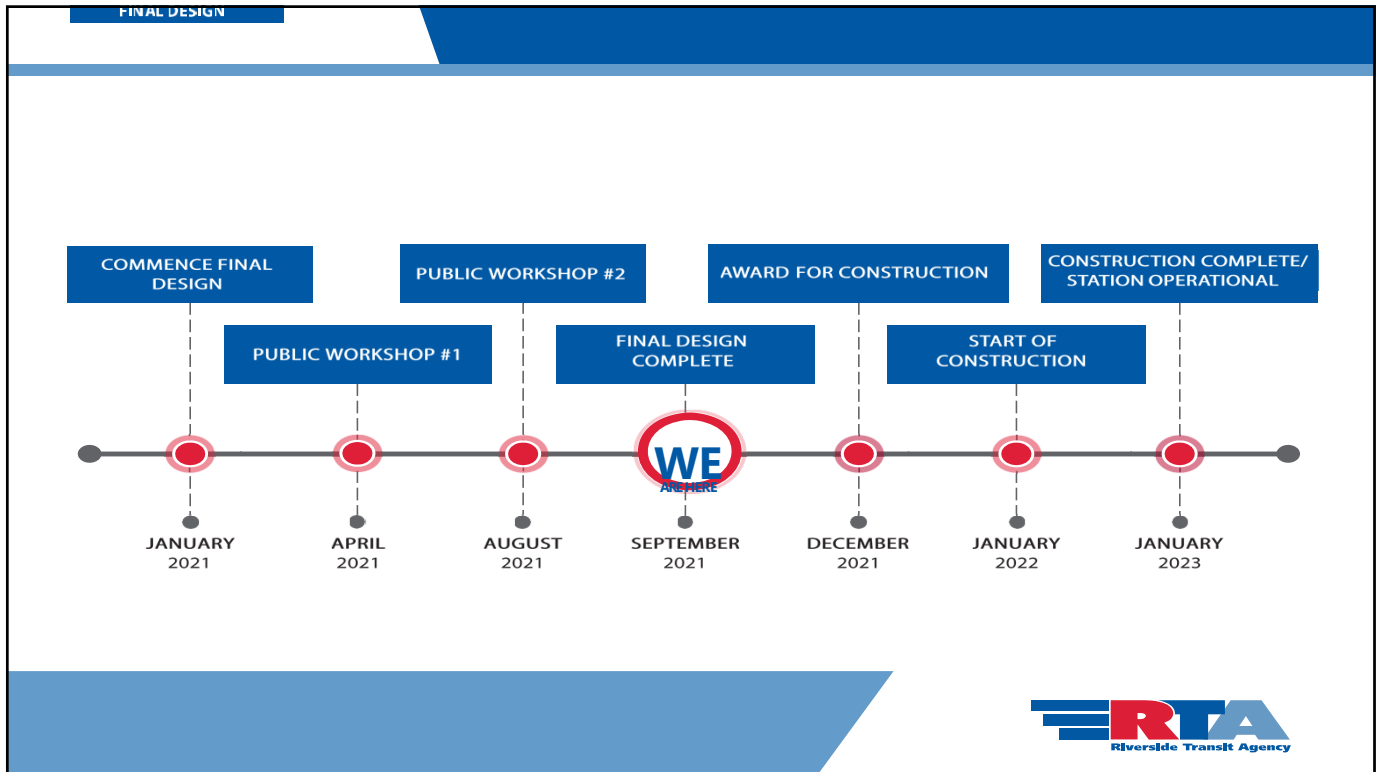 FINAL DESIGN
COMMENCE FINAL
DESIGN
PUBLIC WORKSHOP #1
PUBLIC WORKSHOP #2
FINAL DESIGN
COMPLETE
AWARD FOR CONSTRUCTION
START OF
CONSTRUCTION
CONSTRUCTION COMPLETE/
STATION OPERATIONAL
WE
ARE HERE
JANUARY
2021
APRIL
2021
AUGUST
2021
SEPTEMBER
2021
DECEMBER
2021
JANUARY
2022
JANUARY
2023
RTA
Riverside Transit Agency